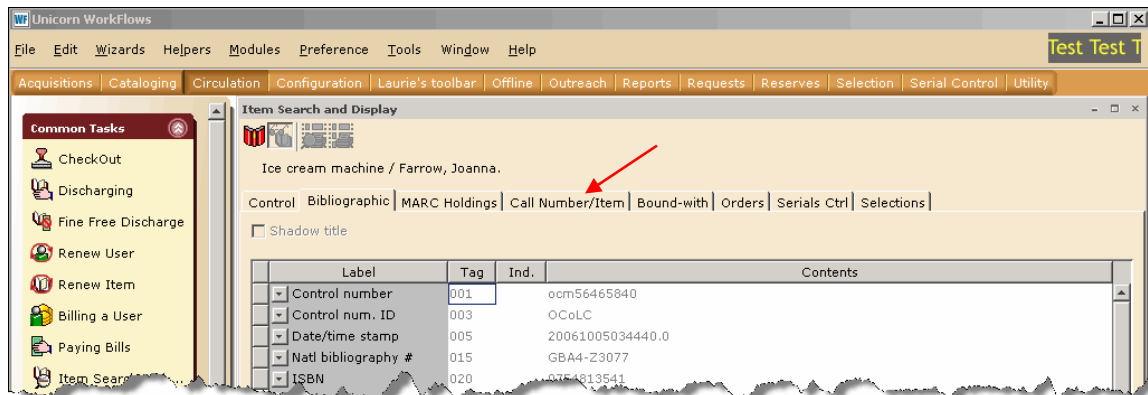 WF Unicorn WorkFlows
File Edit Wizards Helpers Modules Preference Tools Window Help
Test Test T
Acquisitions Cataloging Circulation Configuration Laurie's toolbar Offline Outreach Reports Requests Reserves Selection Serial Control Utility
Common Tasks
CheckOut
Discharging
Fine Free Discharge
Renew User
Renew Item
Billing a User
Paying Bills
Item Sear
Item Search and Display
Ice cream machine / Farrow, Joanna.
Control Bibliographic MARC Holdings Call Number/Item Bound-with Orders Serials Ctrl Selections
Shadow title
Label Tag Ind. Contents
Control number 001 ocm56465840
Control num. ID 003 OCoLC
Date/time stamp 005 20061005034440.0
Natl bibliography # 015 GBA4-Z3077
ISBN 020 0754813541